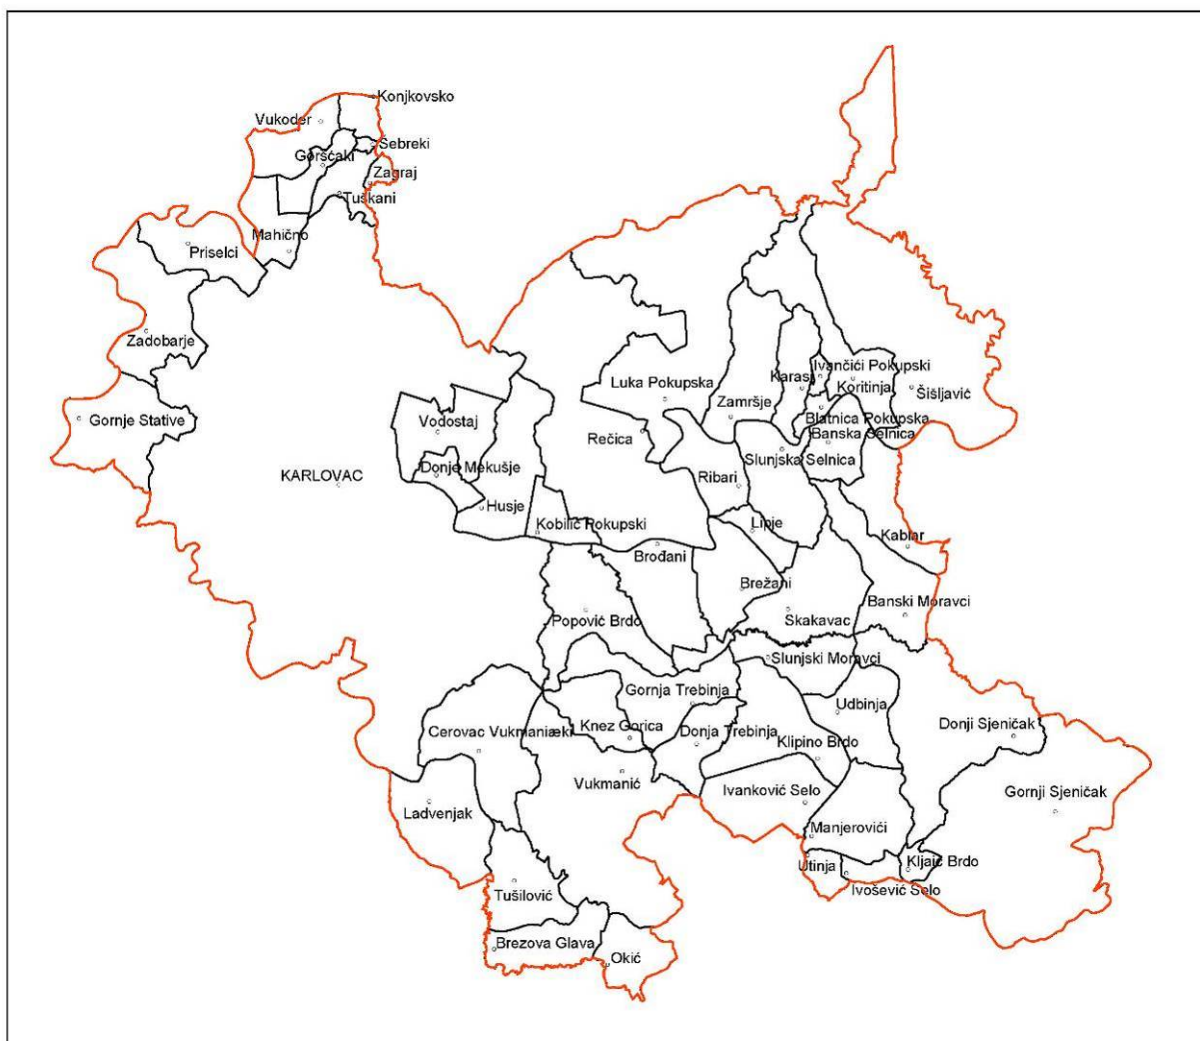 Konjkovsko
Vukoder
Šebreki
Gorščaki
Zagraj
Tuškani
Mahično
Priselci
Zadobarje
Ivančići Pokupski
Karasi
Koritinja
Luka Pokupska
Šišljavić
Zamršje
Gornje Stative
Blatnica Pokupska
Vodostaj
Rečica
Banska Selnica
Slunjska Selnica
Donje Mekušje
KARLOVAC
Ribari
Husje
Kobilić Pokupski
Lipje
Kablar
Brođani
Brežani
Banski Moravci
Popović Brdo
Skakavac
Slunjski Moravci
Gornja Trebinja
Udbinja
Knez Gorica
Donji Sjeničak
Cerovac Vukmaniæki
Donja Trebinja
Klipino Brdo
Vukmanić
Ivanković Selo
Gornji Sjeničak
Ladvenjak
Manjerovići
Kljaić Brdo
Utinja
Ivošević Selo
Tušilović
Brezova Glava
Okić